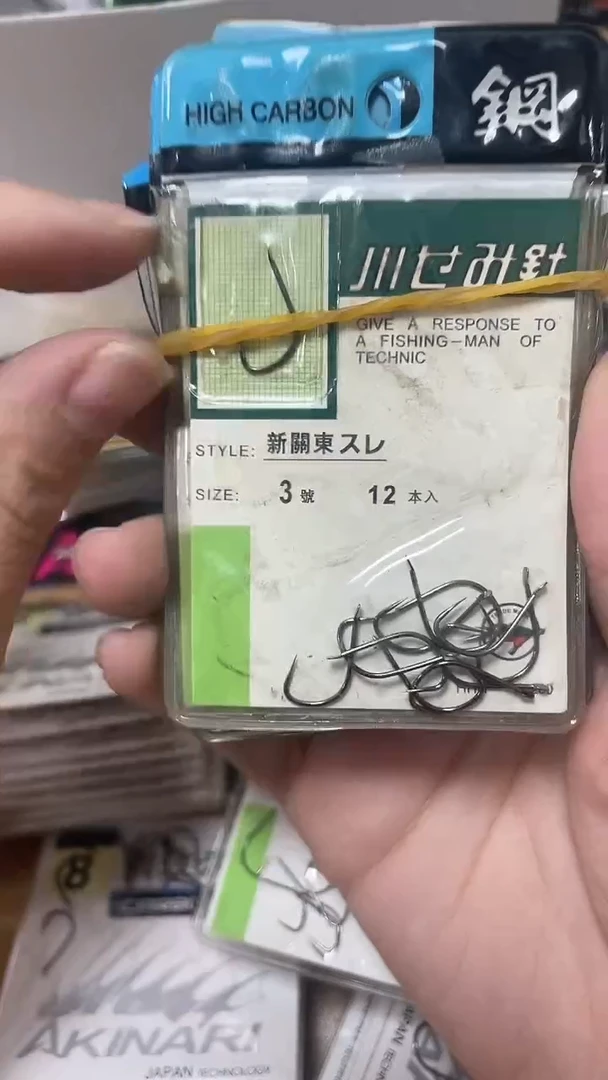 HIGH CARBON
鋼
川せみ針
GIVE A RESPONSE TO
A FISHING-MAN OF
TECHNIC
STYLE: 新關東スレ
SIZE: 3 號 12 本入
8
AKINARI
JAPAN TECHNOLOGY